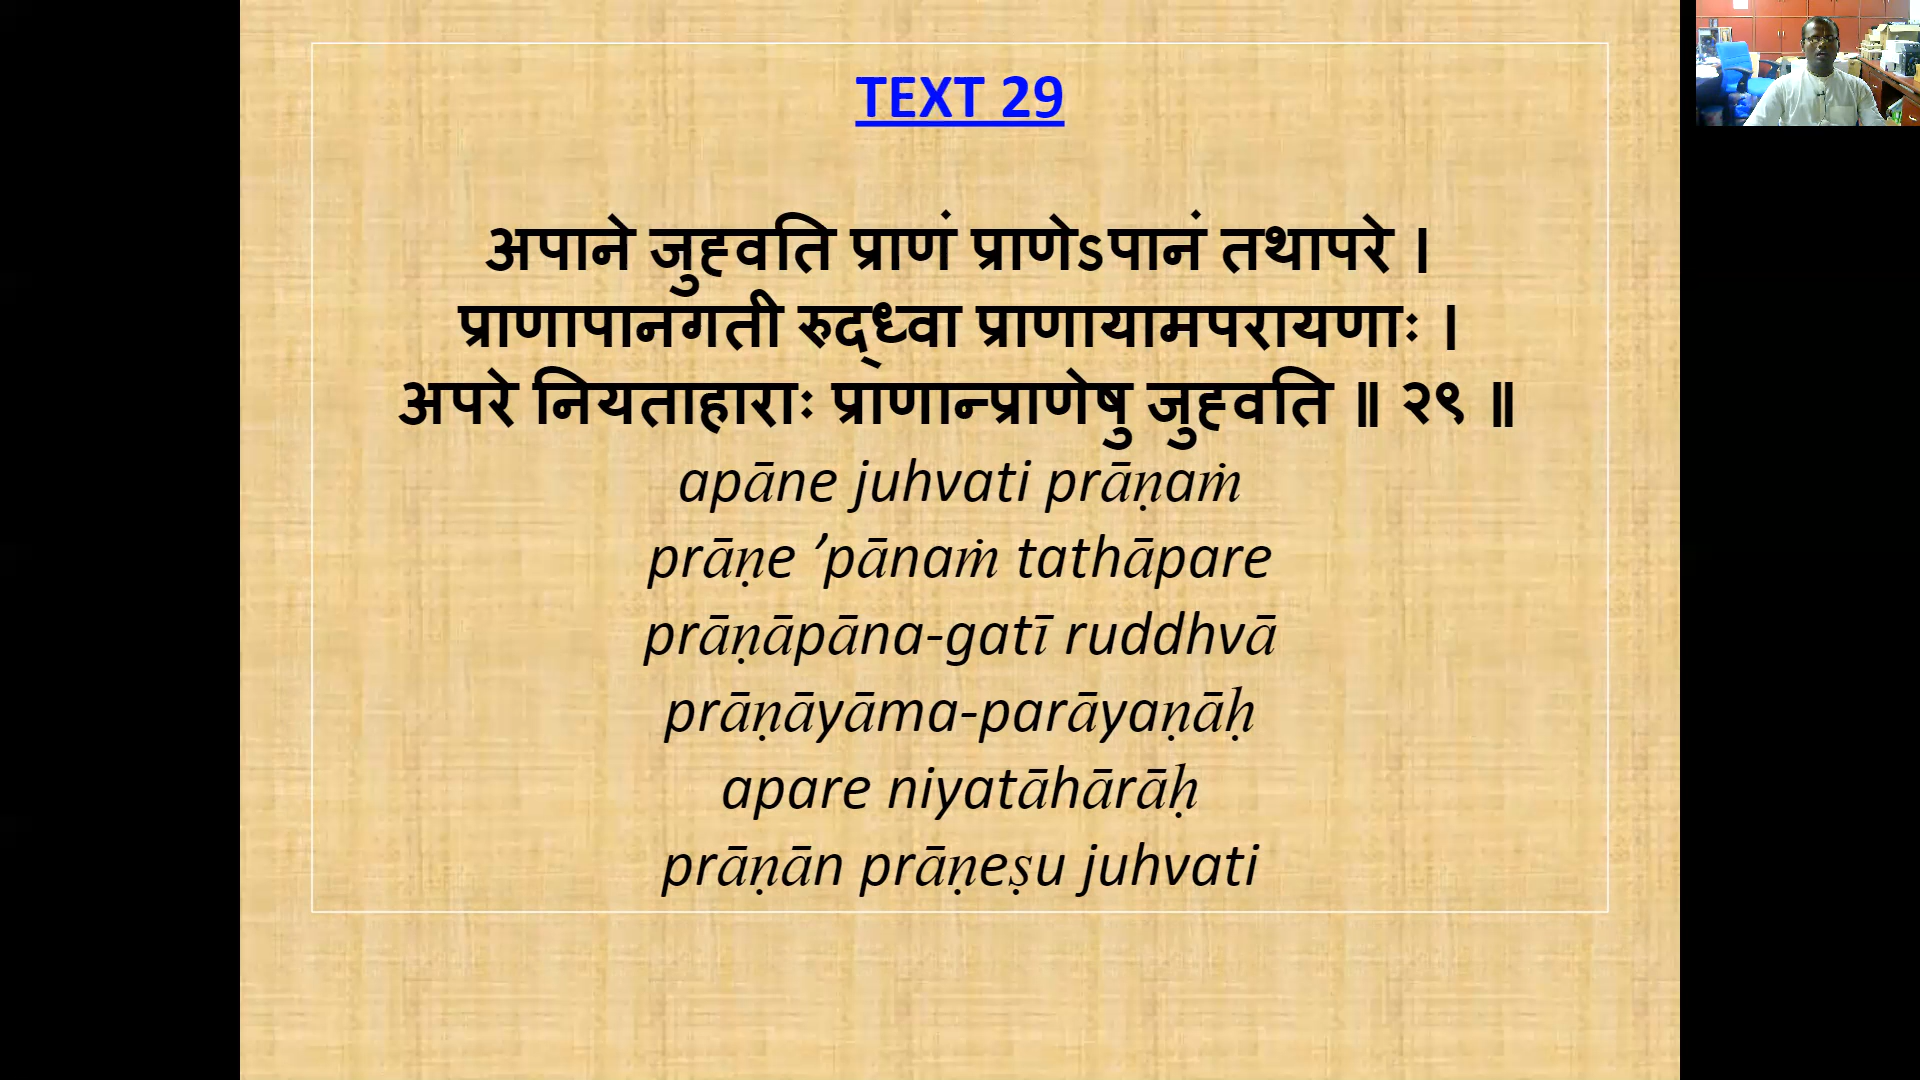 TEXT 29
अपाने जुह्वति प्राणं प्राणेऽपानं तथापरे ।
प्राणापानगती रुद्ध्वा प्राणायामपरायणाः ।
अपरे नियताहाराः प्राणान्प्राणेषु जुह्वति ॥ २९ ॥
apāne juhvati prāṇaṁ
prāṇe ’pānaṁ tathāpare
prāṇāpāna-gatī ruddhvā
prāṇāyāma-parāyaṇāḥ
apare niyatāhārāḥ
prāṇān prāṇeṣu juhvati